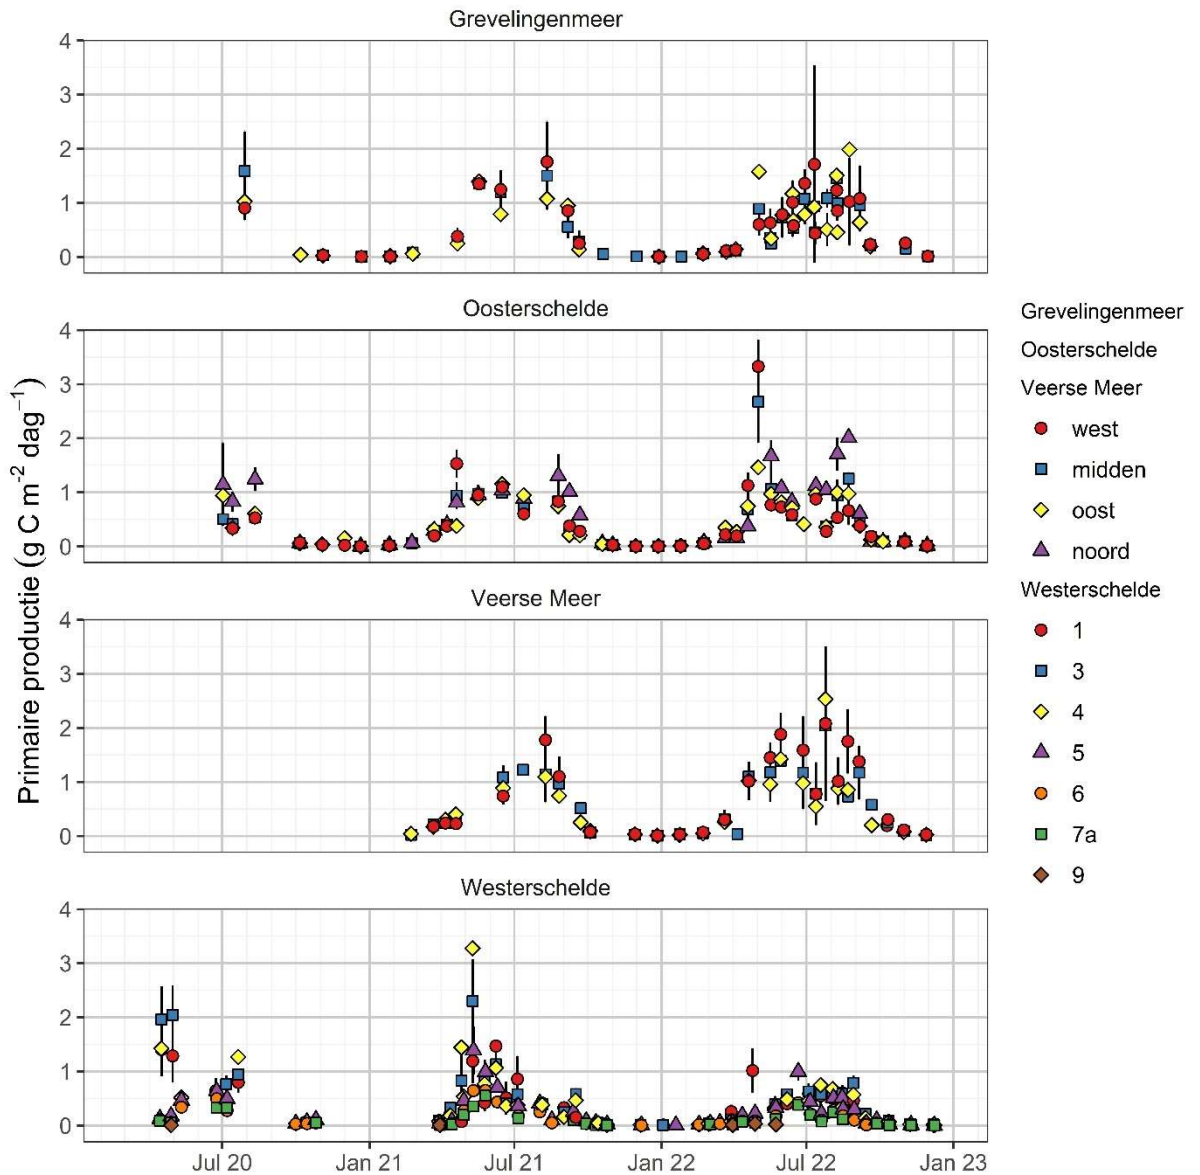 Grevelingenmeer
4
3
2
1
0
Oosterschelde
4
3
2
1
0
Veerse Meer
4
3
2
1
0
Westerschelde
4
3
2
1
0
Jul 20
Jan 21
Jul 21
Jan 22
Jul 22
Jan 23
Primaire productie (g C m⁻² dag⁻¹)
Grevelingenmeer
Oosterschelde
Veerse Meer
west
midden
oost
noord
Westerschelde
1
3
4
5
6
7a
9